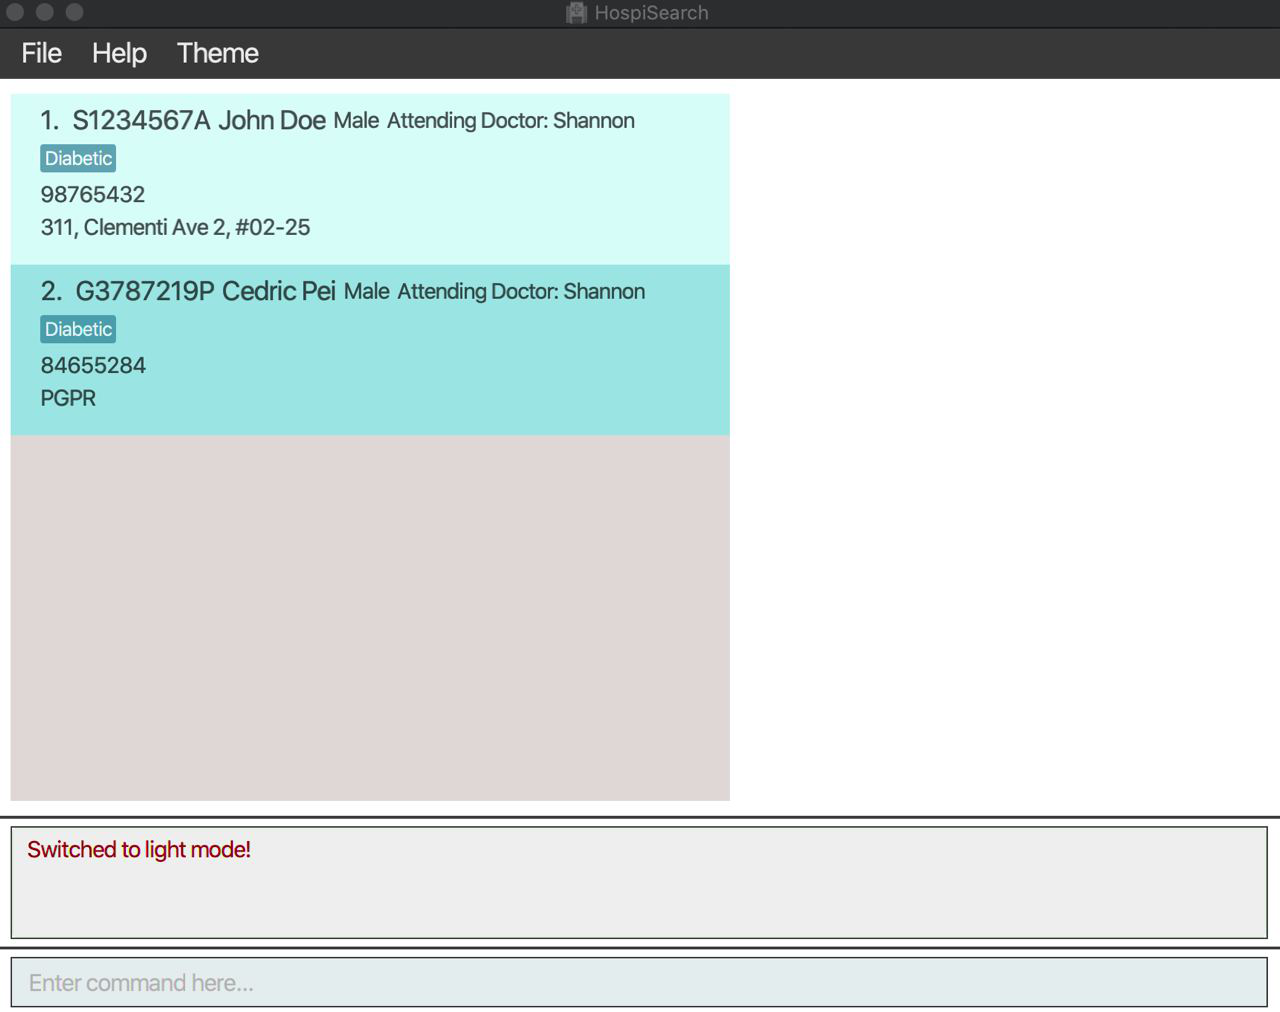 HospiSearch
File Help Theme
1. S1234567A John Doe Male Attending Doctor: Shannon
Diabetic
98765432
311, Clementi Ave 2, #02-25
2. G3787219P Cedric Pei Male Attending Doctor: Shannon
Diabetic
84655284
PGPR
Switched to light mode!
Enter command here...